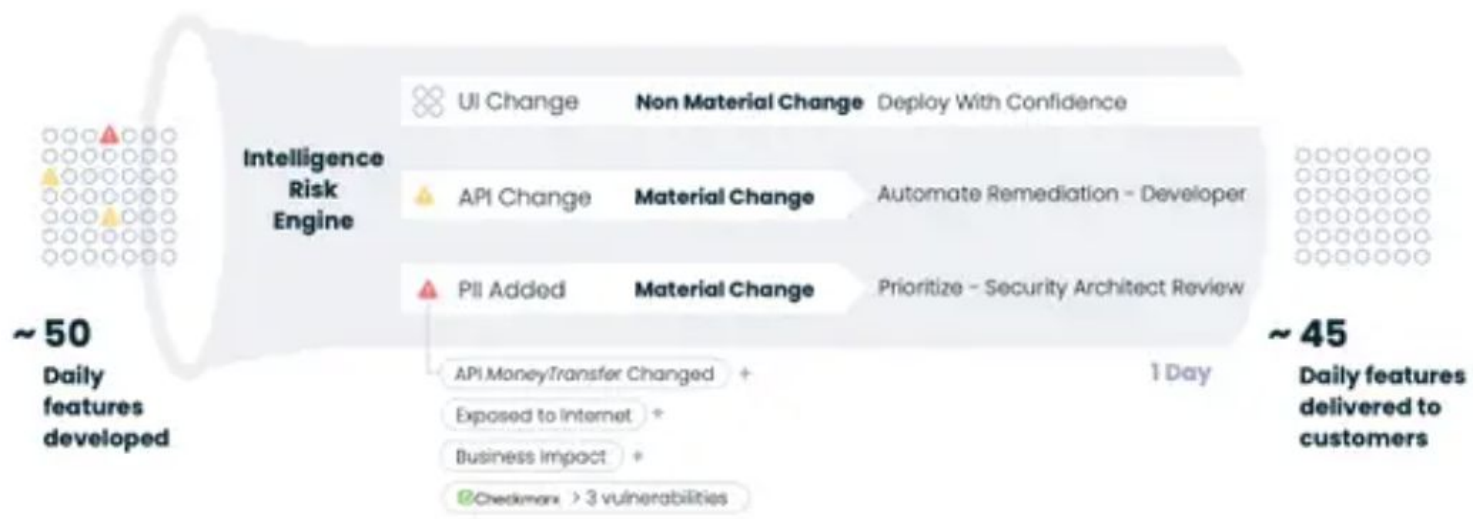 UI Change Non Material Change Deploy With Confidence
Intelligence
Risk
Engine
API Change Material Change Automate Remediation - Developer
PII Added Material Change Prioritize - Security Architect Review
~ 50
Daily
features
developed
API MoneyTransfer Changed +
Exposed to Internet +
Business Impact +
Checkmarx > 3 vulnerabilities
1 Day
~ 45
Daily features
delivered to
customers